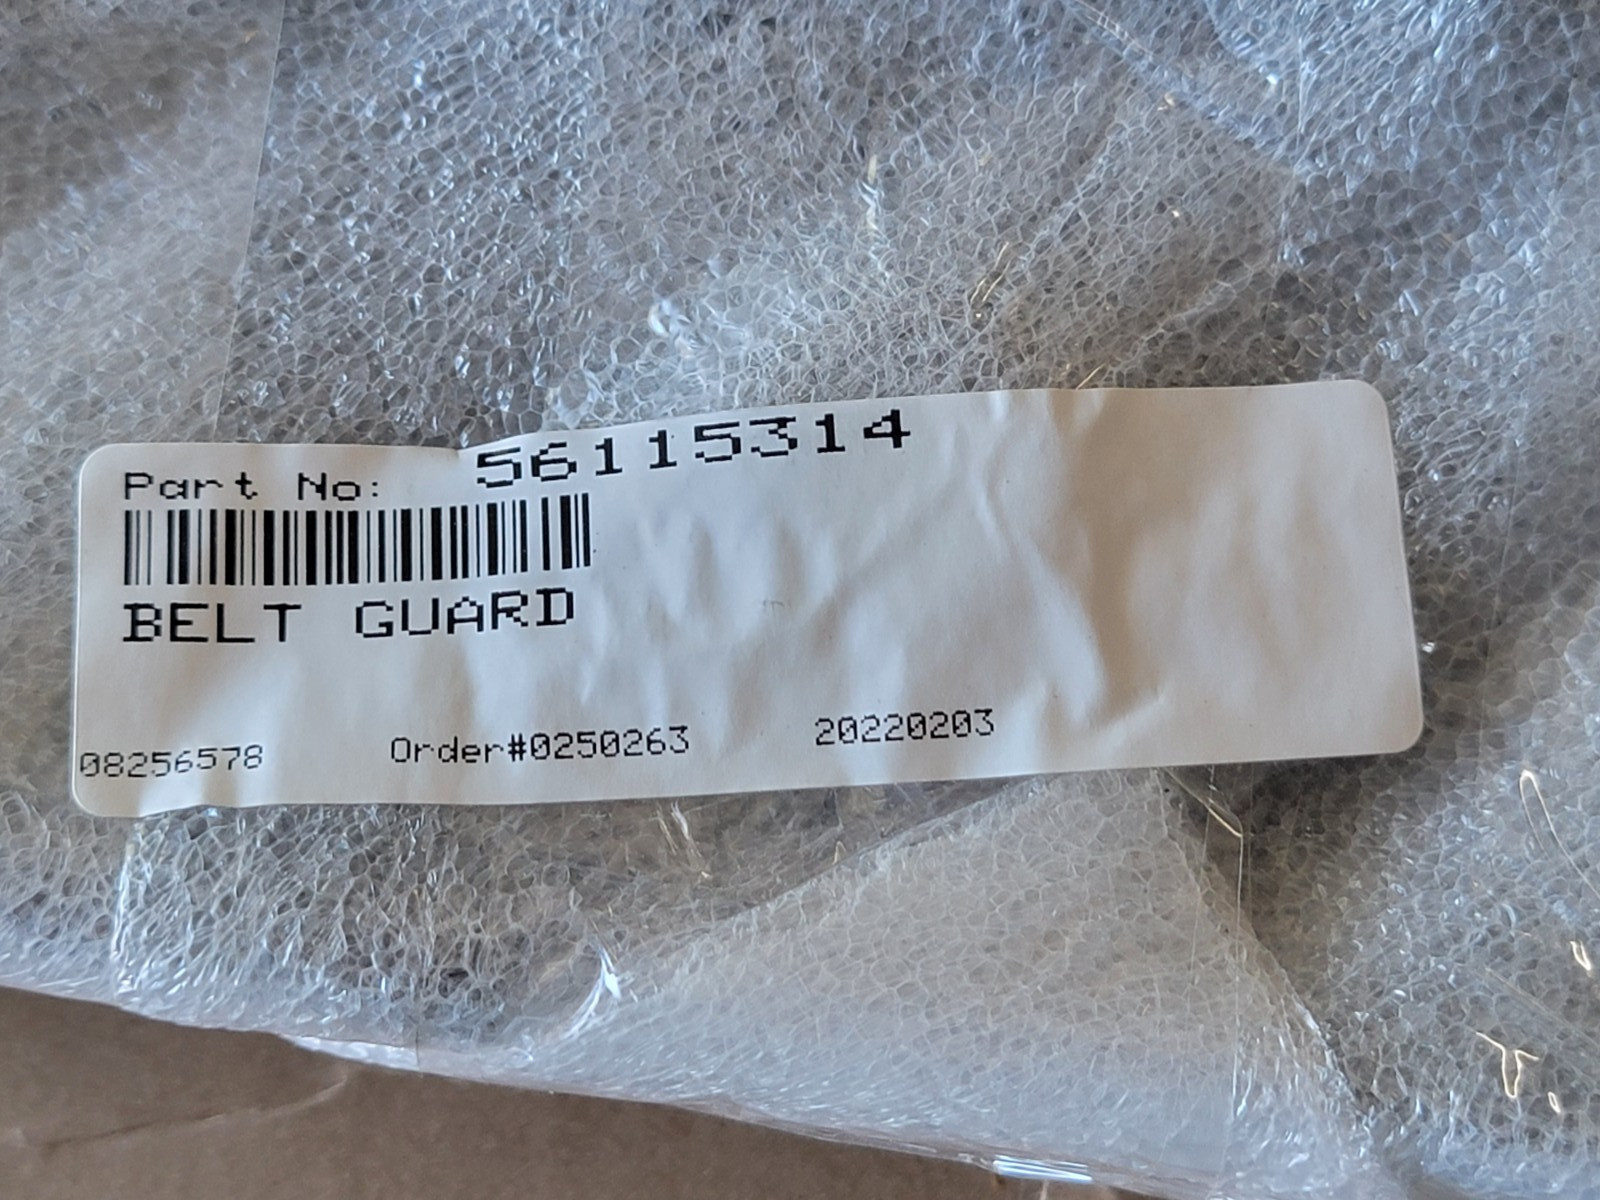 Part No: 56115314
BELT GUARD
08256578 Order#0250263 20220203